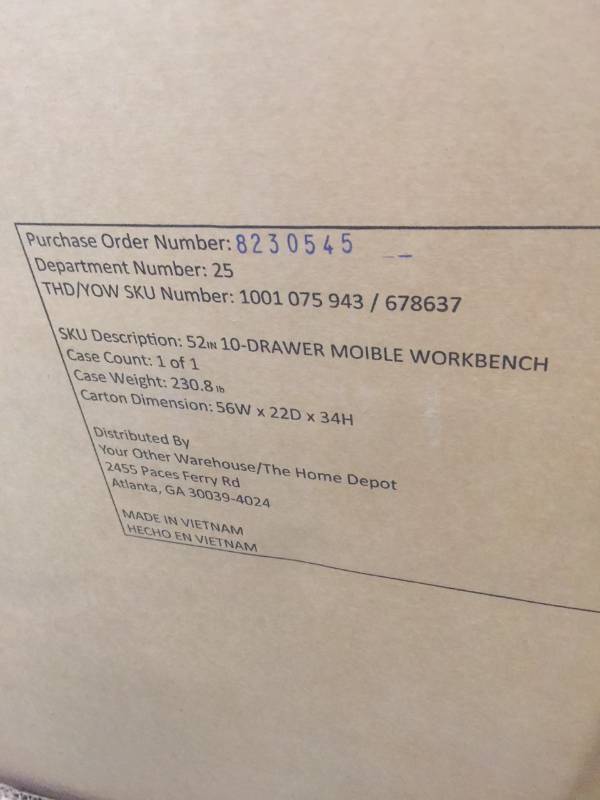 Purchase Order Number: 8230545 __
Department Number: 25
THD/YOW SKU Number: 1001 075 943 / 678637
SKU Description: 52IN 10-DRAWER MOIBLE WORKBENCH
Case Count: 1 of 1
Case Weight: 230.8 lb
Carton Dimension: 56W x 22D x 34H
Distributed By
Your Other Warehouse/The Home Depot
2455 Paces Ferry Rd
Atlanta, GA 30039-4024
MADE IN VIETNAM
HECHO EN VIETNAM